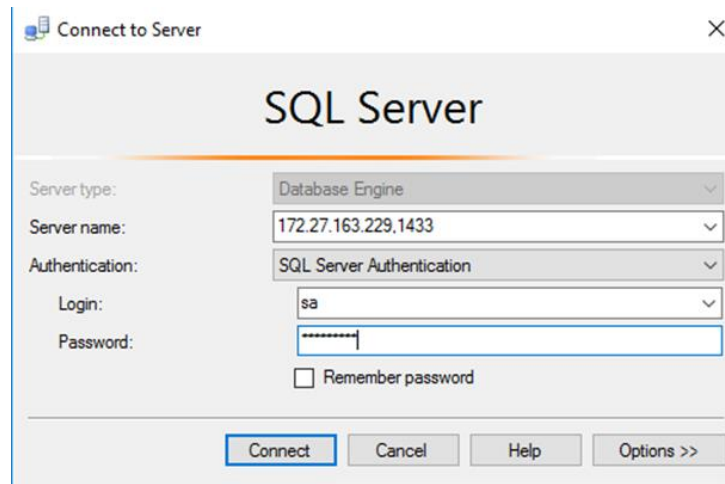 Connect to Server
SQL Server
Server type: Database Engine
Server name: 172.27.163.229,1433
Authentication: SQL Server Authentication
Login: sa
Password: *********
Remember password
Connect Cancel Help Options >>